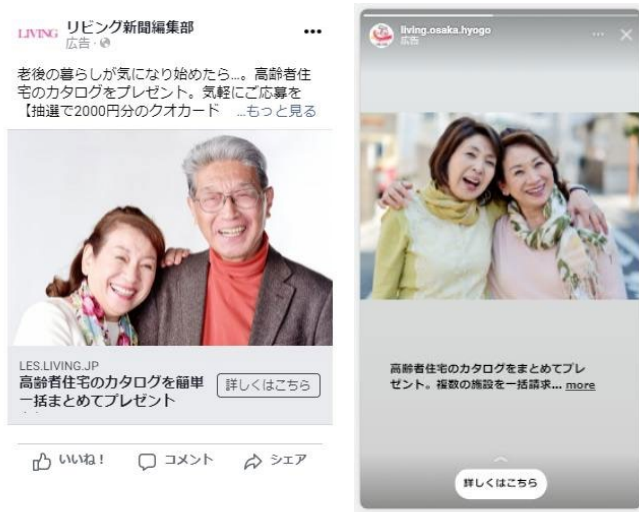 LIVING リビング新聞編集部
広告・
老後の暮らしが気になり始めたら...。高齢者住
宅のカタログをプレゼント。気軽にご応募を
【抽選で2000円分のクオカード ...もっと見る
LES.LIVING.JP
高齢者住宅のカタログを簡単
一括まとめてプレゼント
詳しくはこちら
いいね! コメント シェア
living.osaka.hyogo
広告
高齢者住宅のカタログをまとめてプレ
ゼント。複数の施設を一括請求... more
詳しくはこちら